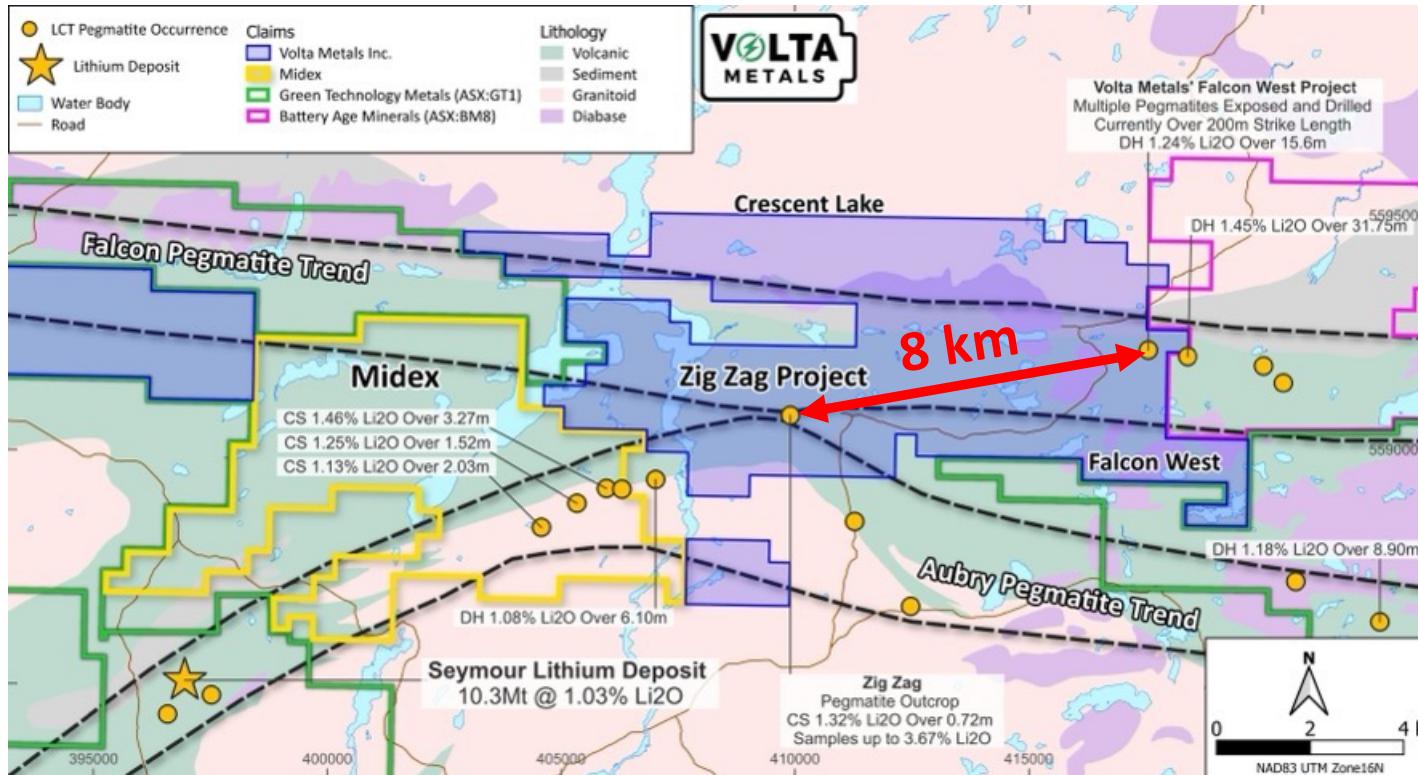 LCT Pegmatite Occurrence
Lithium Deposit
Water Body
Road
Claims
Volta Metals Inc.
Midex
Green Technology Metals (ASX:GT1)
Battery Age Minerals (ASX:BM8)
Lithology
Volcanic
Sediment
Granitoid
Diabase
VOLTA
METALS
Volta Metals' Falcon West Project
Multiple Pegmatites Exposed and Drilled
Currently Over 200m Strike Length
DH 1.24% Li2O Over 15.6m
Crescent Lake
559500
DH 1.45% Li2O Over 31.75m
Falcon Pegmatite Trend
8 km
Midex
Zig Zag Project
CS 1.46% Li2O Over 3.27m
CS 1.25% Li2O Over 1.52m
CS 1.13% Li2O Over 2.03m
559000
Falcon West
DH 1.18% Li2O Over 8.90m
Aubry Pegmatite Trend
DH 1.08% Li2O Over 6.10m
Seymour Lithium Deposit
10.3Mt @ 1.03% Li2O
Zig Zag
Pegmatite Outcrop
CS 1.32% Li2O Over 0.72m
Samples up to 3.67% Li2O
N
0 2 4
395000 400000 405000 410000 415000
NAD83 UTM Zone16N